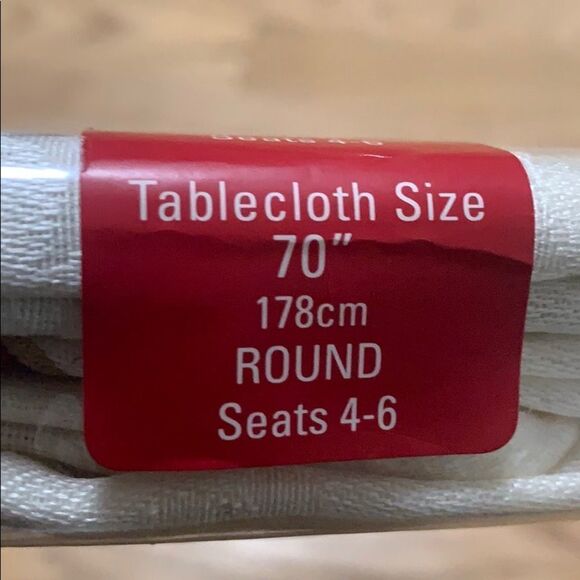 Tablecloth Size
70"
178cm
ROUND
Seats 4-6